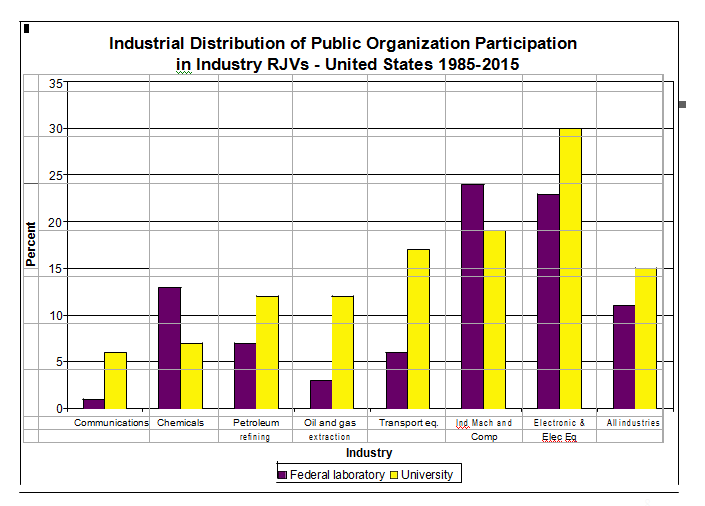 Industrial Distribution of Public Organization Participation
in Industry RJVs - United States 1985-2015
35
30
25
20
15
10
5
0
Percent
Communications Chemicals Petroleum Oil and gas Transport eq. Ind. Mach and Electronic & All industries
refining extraction Comp Elec Eq
Industry
Federal laboratory University